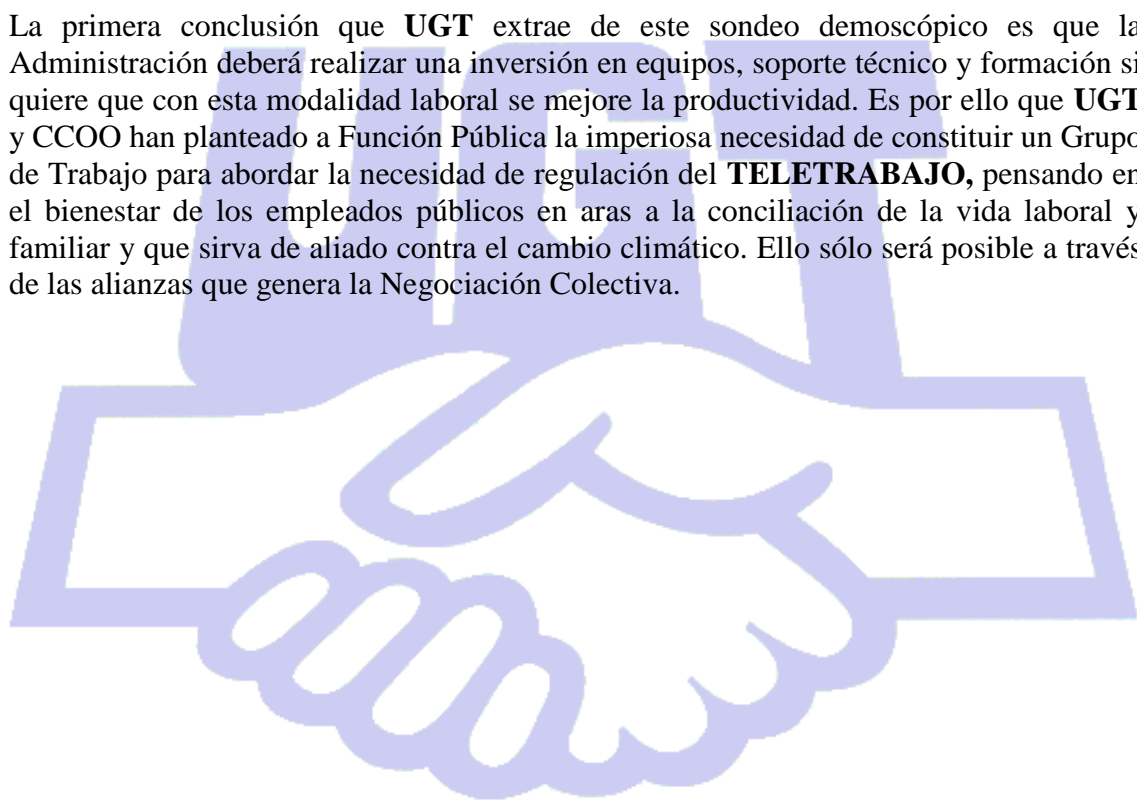 La primera conclusión que UGT extrae de este sondeo demoscópico es que la
Administración deberá realizar una inversión en equipos, soporte técnico y formación si
quiere que con esta modalidad laboral se mejore la productividad. Es por ello que UGT
y CCOO han planteado a Función Pública la imperiosa necesidad de constituir un Grupo
de Trabajo para abordar la necesidad de regulación del TELETRABAJO, pensando en
el bienestar de los empleados públicos en aras a la conciliación de la vida laboral y
familiar y que sirva de aliado contra el cambio climático. Ello sólo será posible a través
de las alianzas que genera la Negociación Colectiva.
UGT